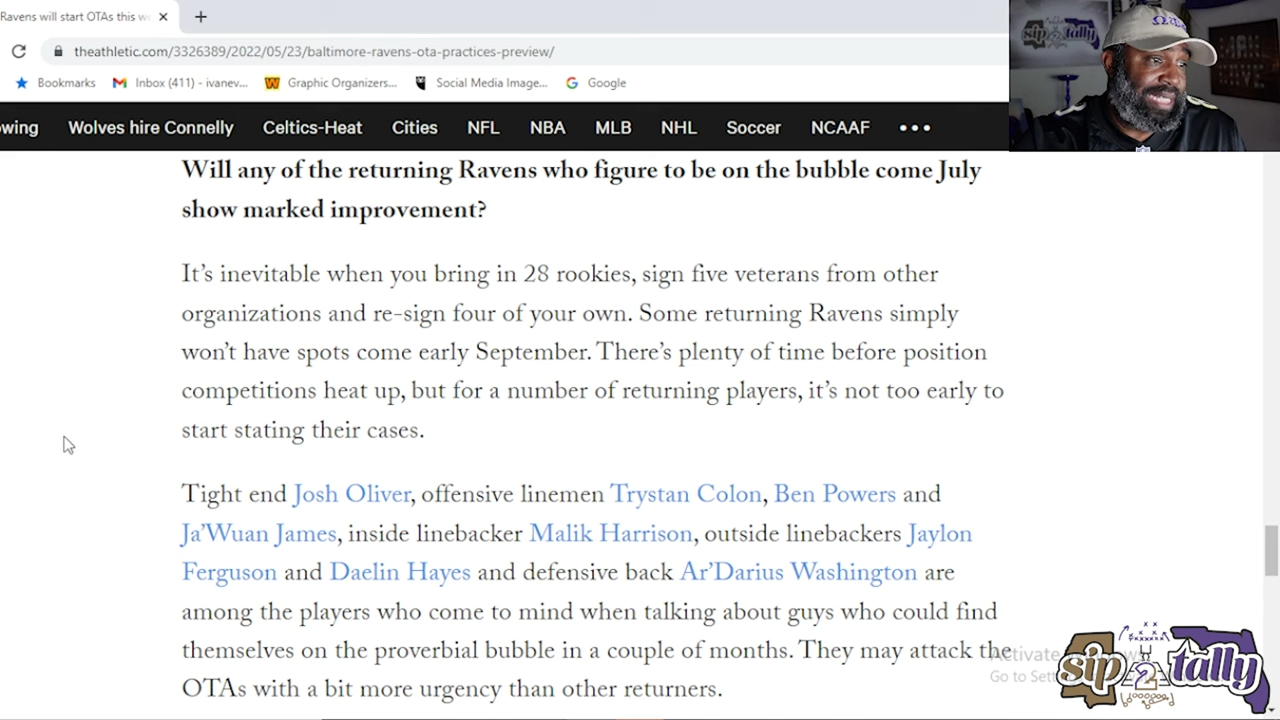 Ravens will start OTAs this w
theathletic.com/3326389/2022/05/23/baltimore-ravens-ota-practices-preview/
Bookmarks Inbox (411) - ivanev... Graphic Organizers... Social Media Image... Google
owing Wolves hire Connelly Celtics-Heat Cities NFL NBA MLB NHL Soccer NCAAF
Will any of the returning Ravens who figure to be on the bubble come July
show marked improvement?
It's inevitable when you bring in 28 rookies, sign five veterans from other
organizations and re-sign four of your own. Some returning Ravens simply
won't have spots come early September. There's plenty of time before position
competitions heat up, but for a number of returning players, it's not too early to
start stating their cases.
Tight end Josh Oliver, offensive linemen Trystan Colon, Ben Powers and
Ja'Wuan James, inside linebacker Malik Harrison, outside linebackers Jaylon
Ferguson and Daelin Hayes and defensive back Ar'Darius Washington are
among the players who come to mind when talking about guys who could find
themselves on the proverbial bubble in a couple of months. They may attack the
OTAs with a bit more urgency than other returners.
Activate
Go to Sett
sip 2 tally
sip 2 tally